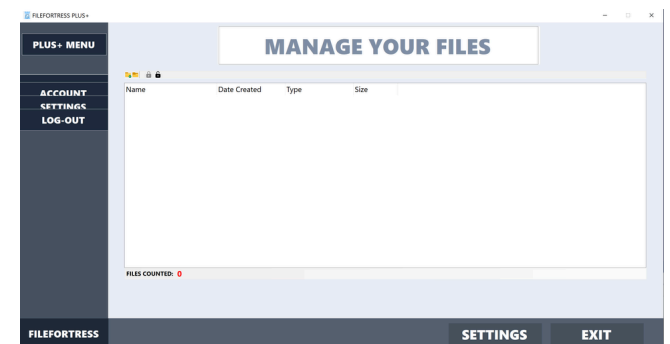 FILEFORTRESS PLUS+
PLUS+ MENU
MANAGE YOUR FILES
ACCOUNT
SETTINGS
LOG-OUT
Name Date Created Type Size
FILES COUNTED: 0
FILEFORTRESS
SETTINGS EXIT